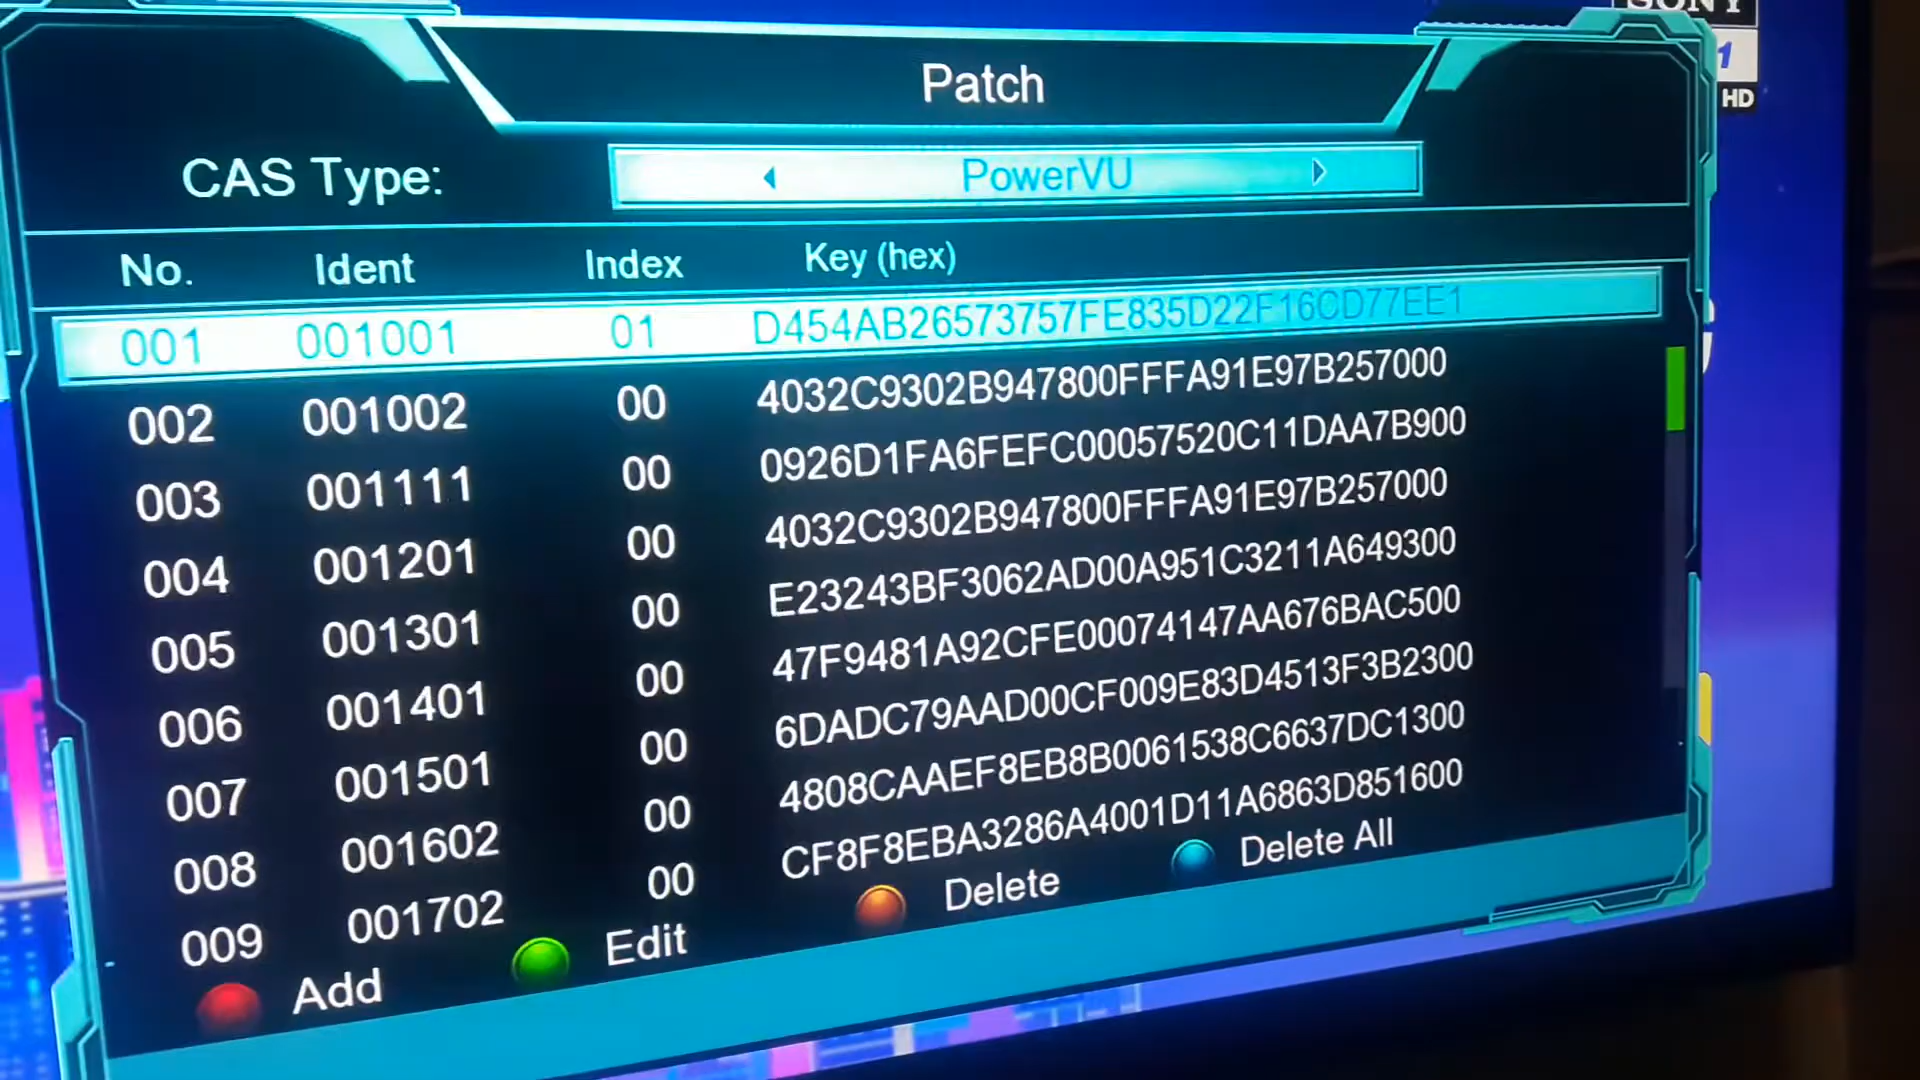 SONY
1
HD
Patch
CAS Type: PowerVU
No. Ident Index Key (hex)
001 001001 01 D454AB26573757FE835D22F16CD77EE1
002 001002 00 4032C9302B947800FFFA91E97B257000
003 001111 00 0926D1FA6FEFC00057520C11DAA7B900
004 001201 00 4032C9302B947800FFFA91E97B257000
005 001301 00 E23243BF3062AD00A951C3211A649300
006 001401 00 47F9481A92CFE00074147AA676BAC500
007 001501 00 6DADC79AAD00CF009E83D4513F3B2300
008 001602 00 4808CAAEF8EB8B0061538C6637DC1300
009 001702 00 CF8F8EBA3286A4001D11A6863D851600
Add Edit Delete Delete All